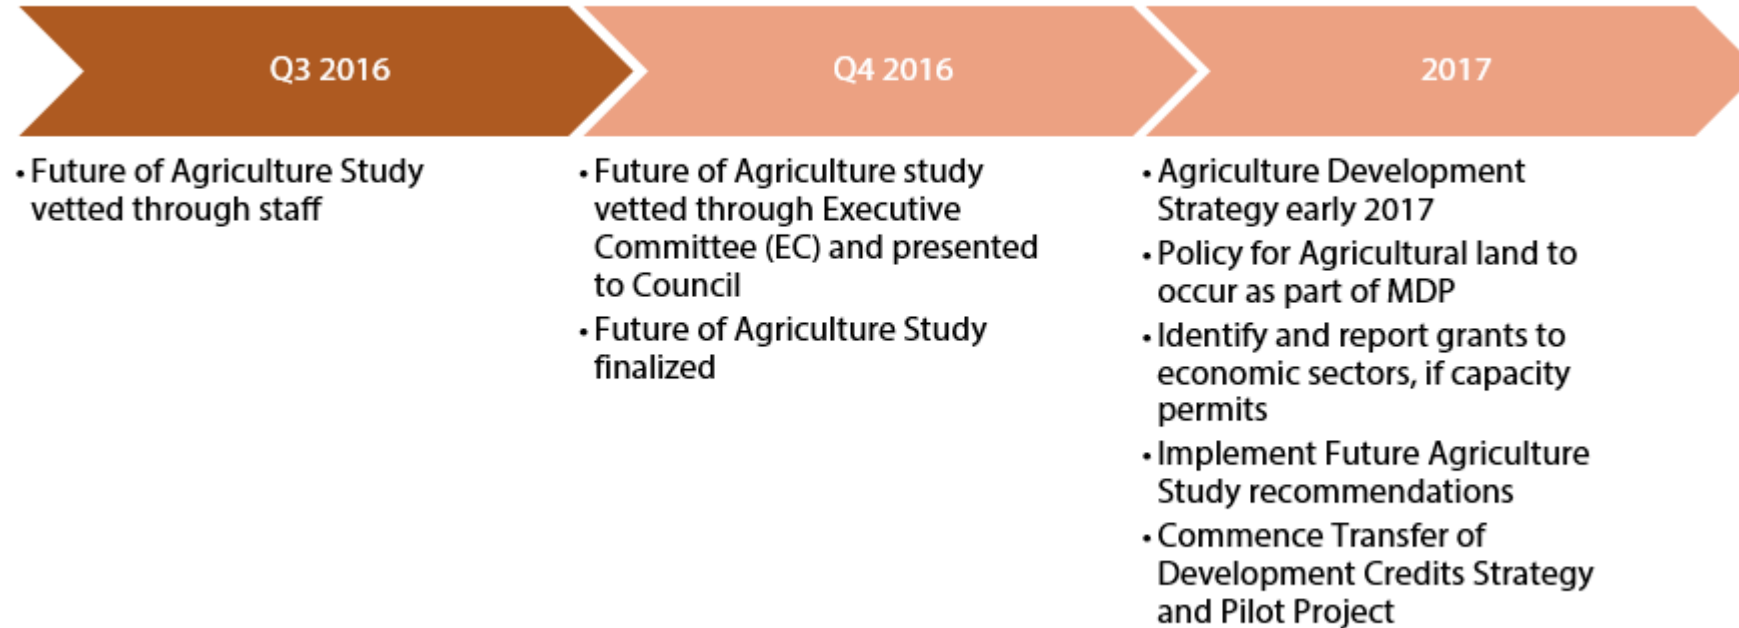 Q3 2016
Q4 2016
2017
• Future of Agriculture Study
vetted through staff
• Future of Agriculture study
vetted through Executive
Committee (EC) and presented
to Council
• Future of Agriculture Study
finalized
• Agriculture Development
Strategy early 2017
• Policy for Agricultural land to
occur as part of MDP
• Identify and report grants to
economic sectors, if capacity
permits
• Implement Future Agriculture
Study recommendations
• Commence Transfer of
Development Credits Strategy
and Pilot Project